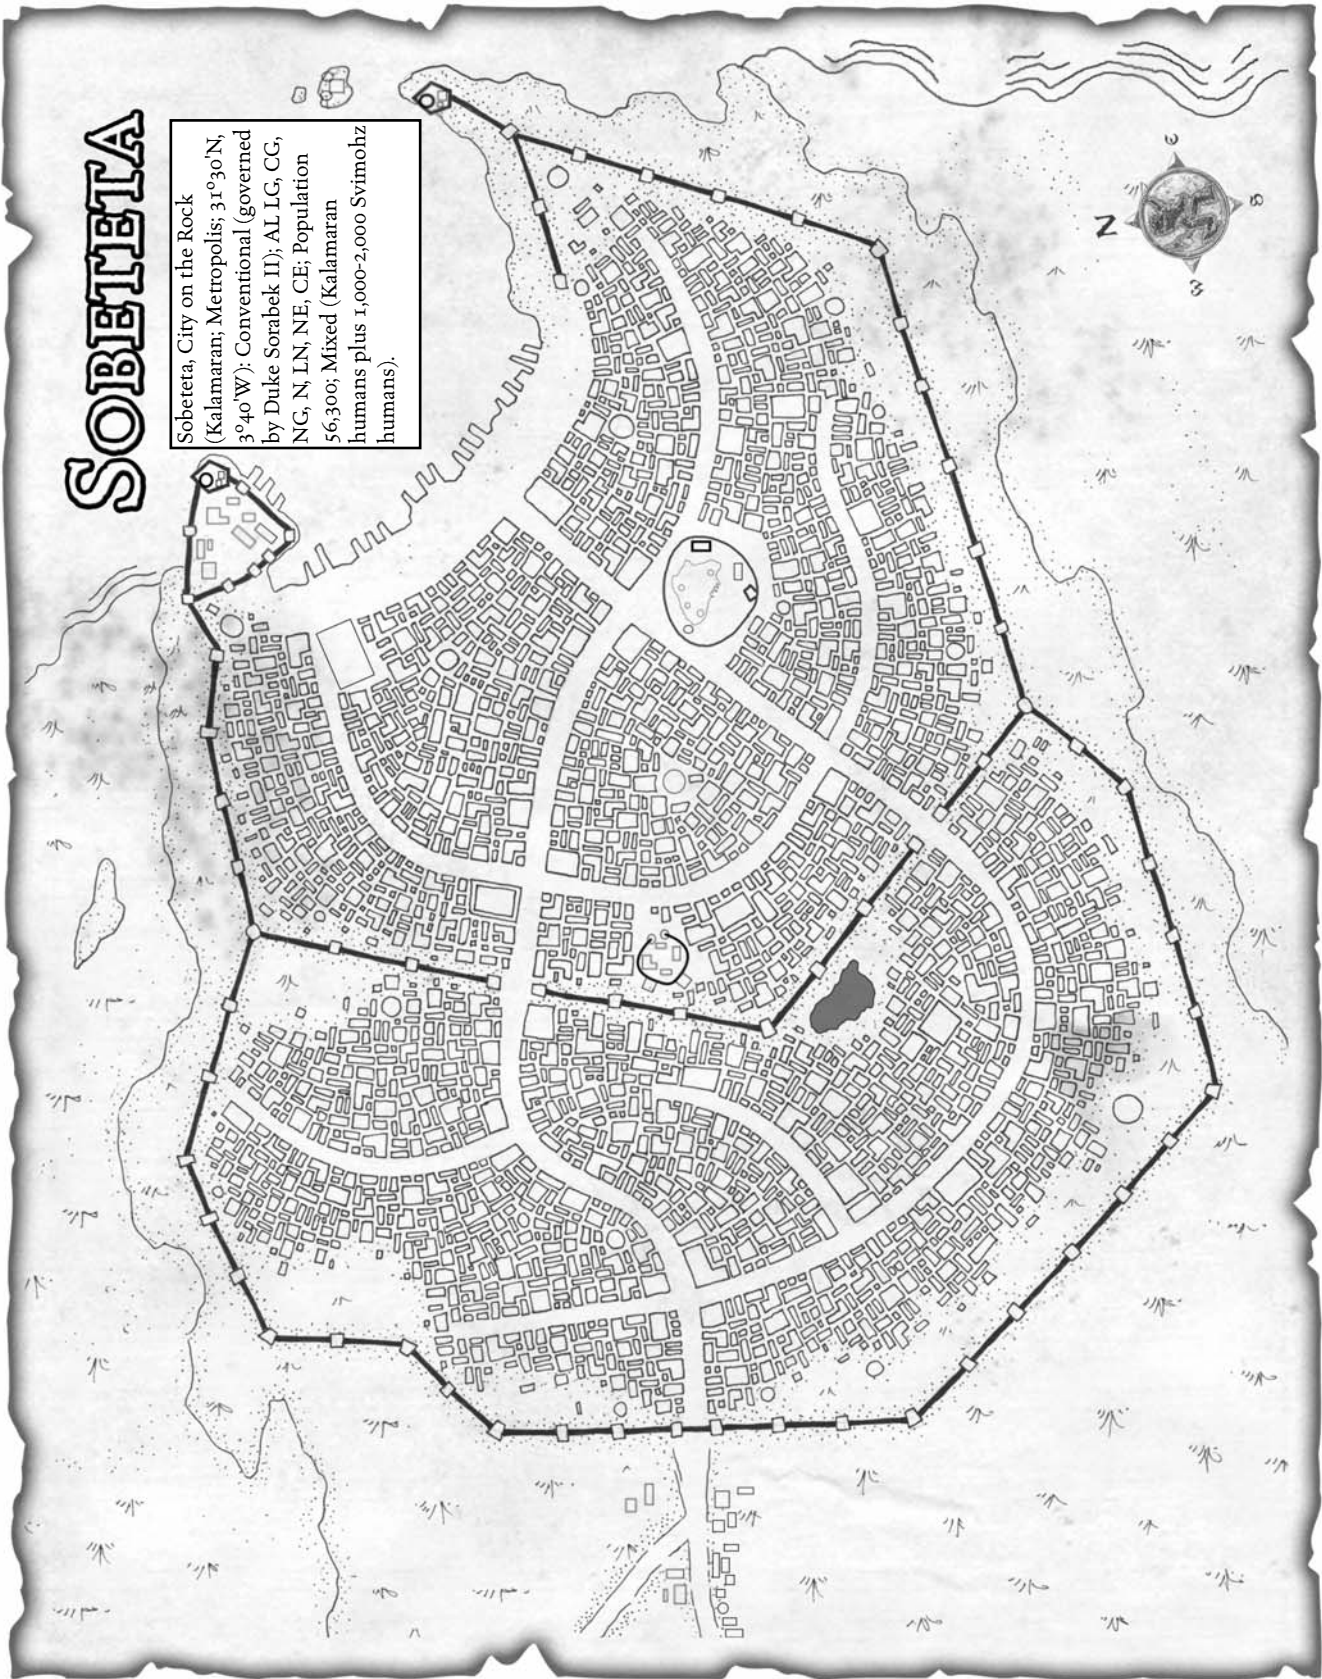 SOBETETA
Sobeteta, City on the Rock
(Kalamaran; Metropolis; 31°30'N,
3°40'W): Conventional (governed
by Duke Sorabek II); AL LG, CG,
NG, N, LN, NE, CE; Population
56,300; Mixed (Kalamaran
humans plus 1,000-2,000 Svimohz
humans).
N
W
E
S